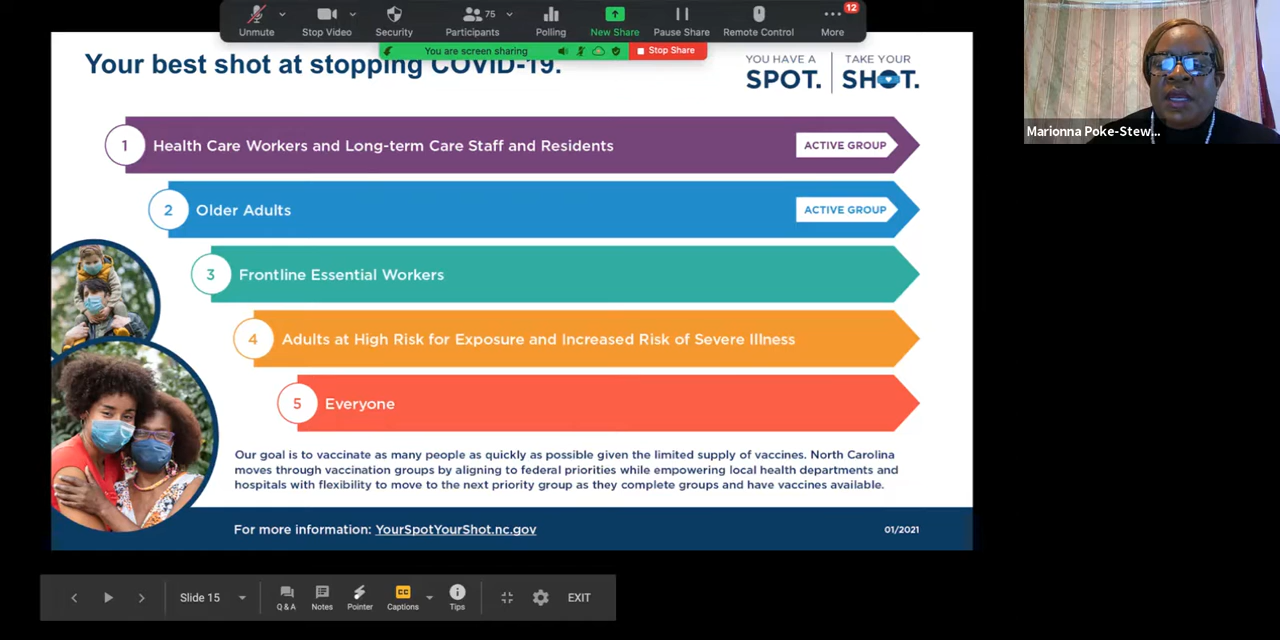 12
75
Unmute
Stop Video
Security
Participants
Polling
New Share
Pause Share
Remote Control
More
You are screen sharing
Stop Share
Your best shot at stopping COVID-19.
YOU HAVE A
SPOT.
TAKE YOUR
SHOT.
Marionna Poke-Stew...
1
Health Care Workers and Long-term Care Staff and Residents
ACTIVE GROUP
2
Older Adults
ACTIVE GROUP
3
Frontline Essential Workers
4
Adults at High Risk for Exposure and Increased Risk of Severe Illness
5
Everyone
Our goal is to vaccinate as many people as quickly as possible given the limited supply of vaccines. North Carolina
moves through vaccination groups by aligning to federal priorities while empowering local health departments and
hospitals with flexibility to move to the next priority group as they complete groups and have vaccines available.
For more information: YourSpotYourShot.nc.gov
01/2021
Slide 15
Q & A
Notes
Pointer
CC
Captions
Tips
EXIT